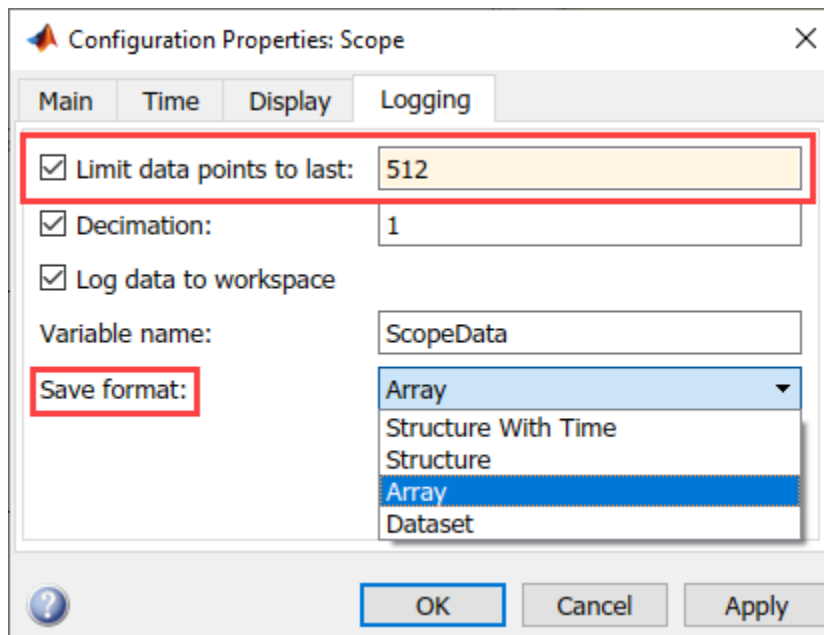 Configuration Properties: Scope
Main Time Display Logging
Limit data points to last: 512
Decimation: 1
Log data to workspace
Variable name: ScopeData
Save format: Array
Structure With Time
Structure
Array
Dataset
? OK Cancel Apply